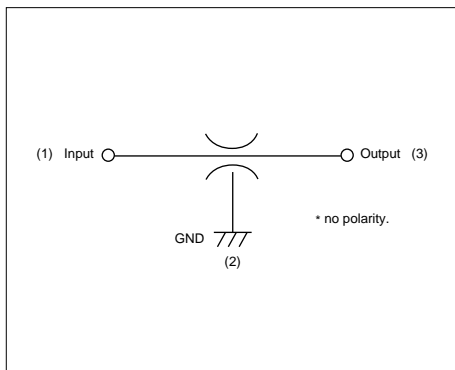 (1) Input Output (3)
* no polarity.
GND
(2)